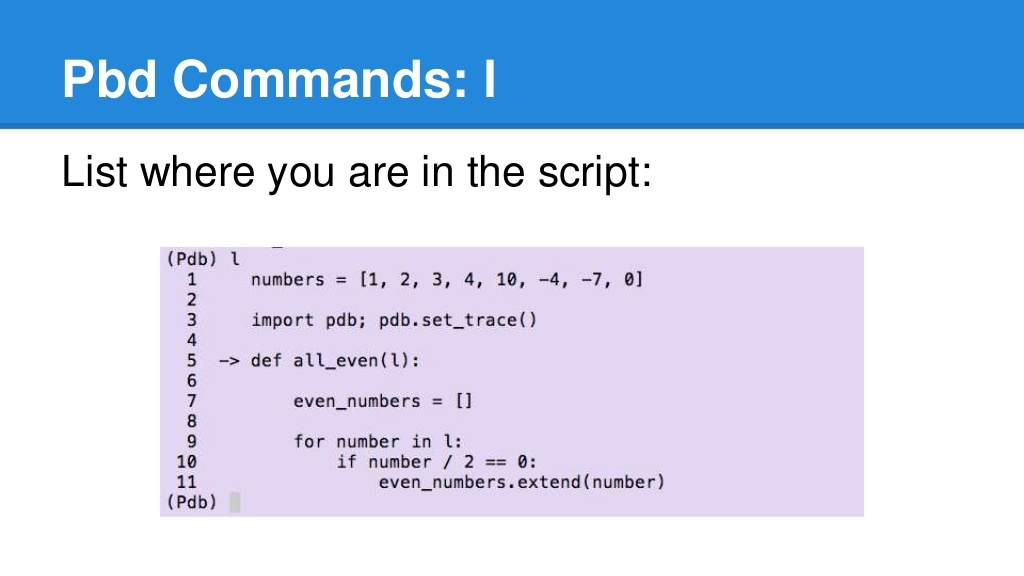 Pbd Commands: l
List where you are in the script:
(Pdb) l
1 numbers = [1, 2, 3, 4, 10, -4, -7, 0]
2
3 import pdb; pdb.set_trace()
4
5 -> def all_even(l):
6
7 even_numbers = []
8
9 for number in l:
10 if number / 2 == 0:
11 even_numbers.extend(number)
(Pdb)